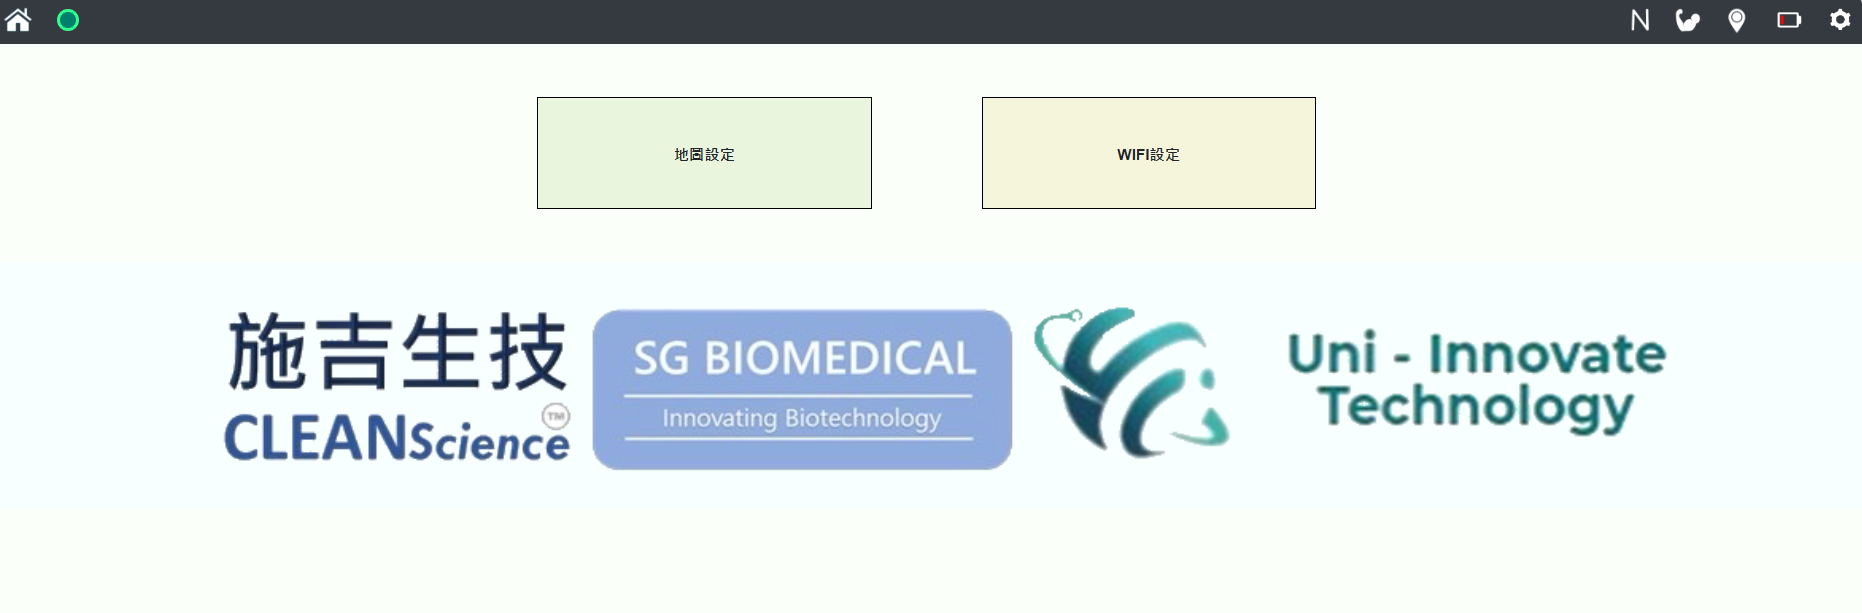 N
地圖設定
WIFI設定
施吉生技
CLEANScience
TM
SG BIOMEDICAL
Innovating Biotechnology
Uni - Innovate
Technology